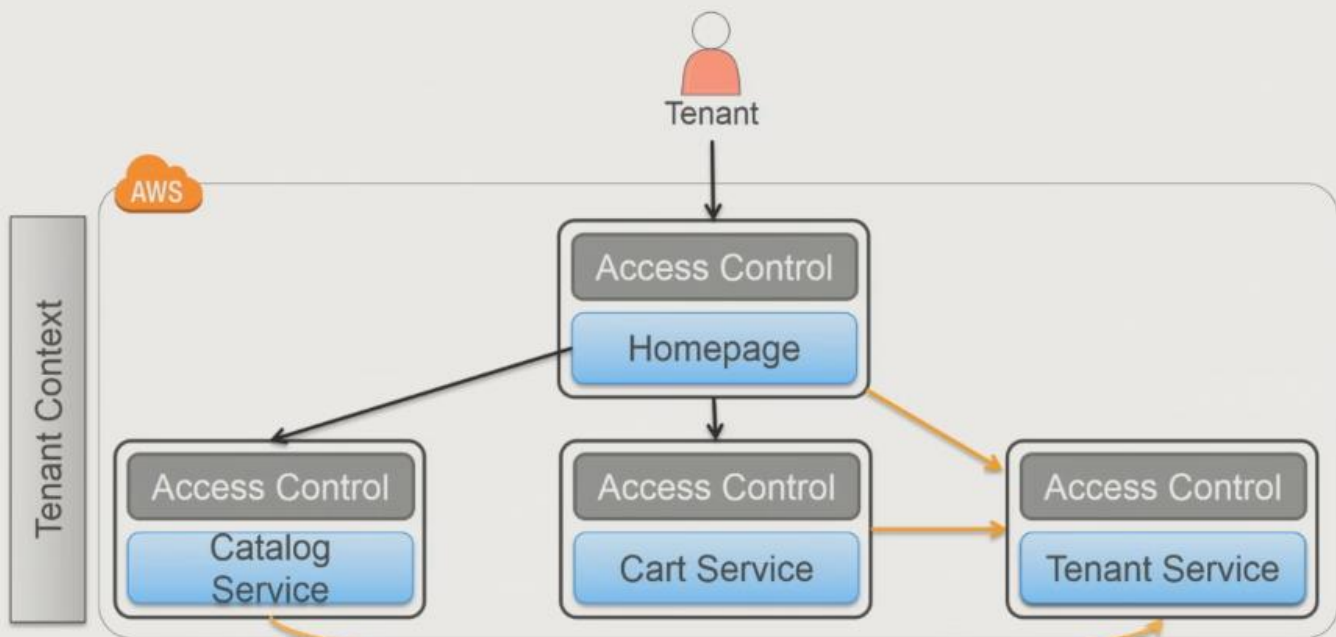 Tenant
AWS
Tenant Context
Access Control
Homepage
Access Control
Catalog
Service
Access Control
Cart Service
Access Control
Tenant Service